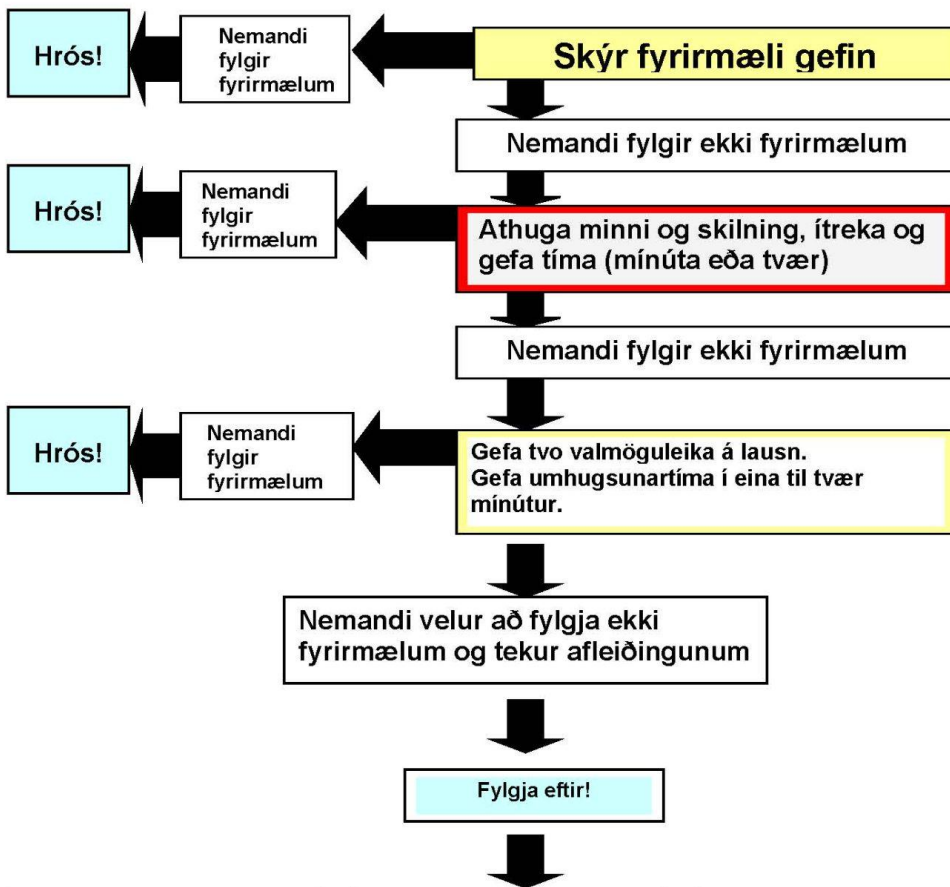 Skýr fyrirmæli gefin
Nemandi
fylgir
fyrirmælum
Hrós!
Nemandi fylgir ekki fyrirmælum
Athuga minni og skilning, ítreka og
gefa tíma (mínúta eða tvær)
Nemandi
fylgir
fyrirmælum
Hrós!
Nemandi fylgir ekki fyrirmælum
Gefa tvo valmöguleika á lausn.
Gefa umhugsunartíma í eina til tvær
mínútur.
Nemandi
fylgir
fyrirmælum
Hrós!
Nemandi velur að fylgja ekki
fyrirmælum og tekur afleiðingunum
Fylgja eftir!